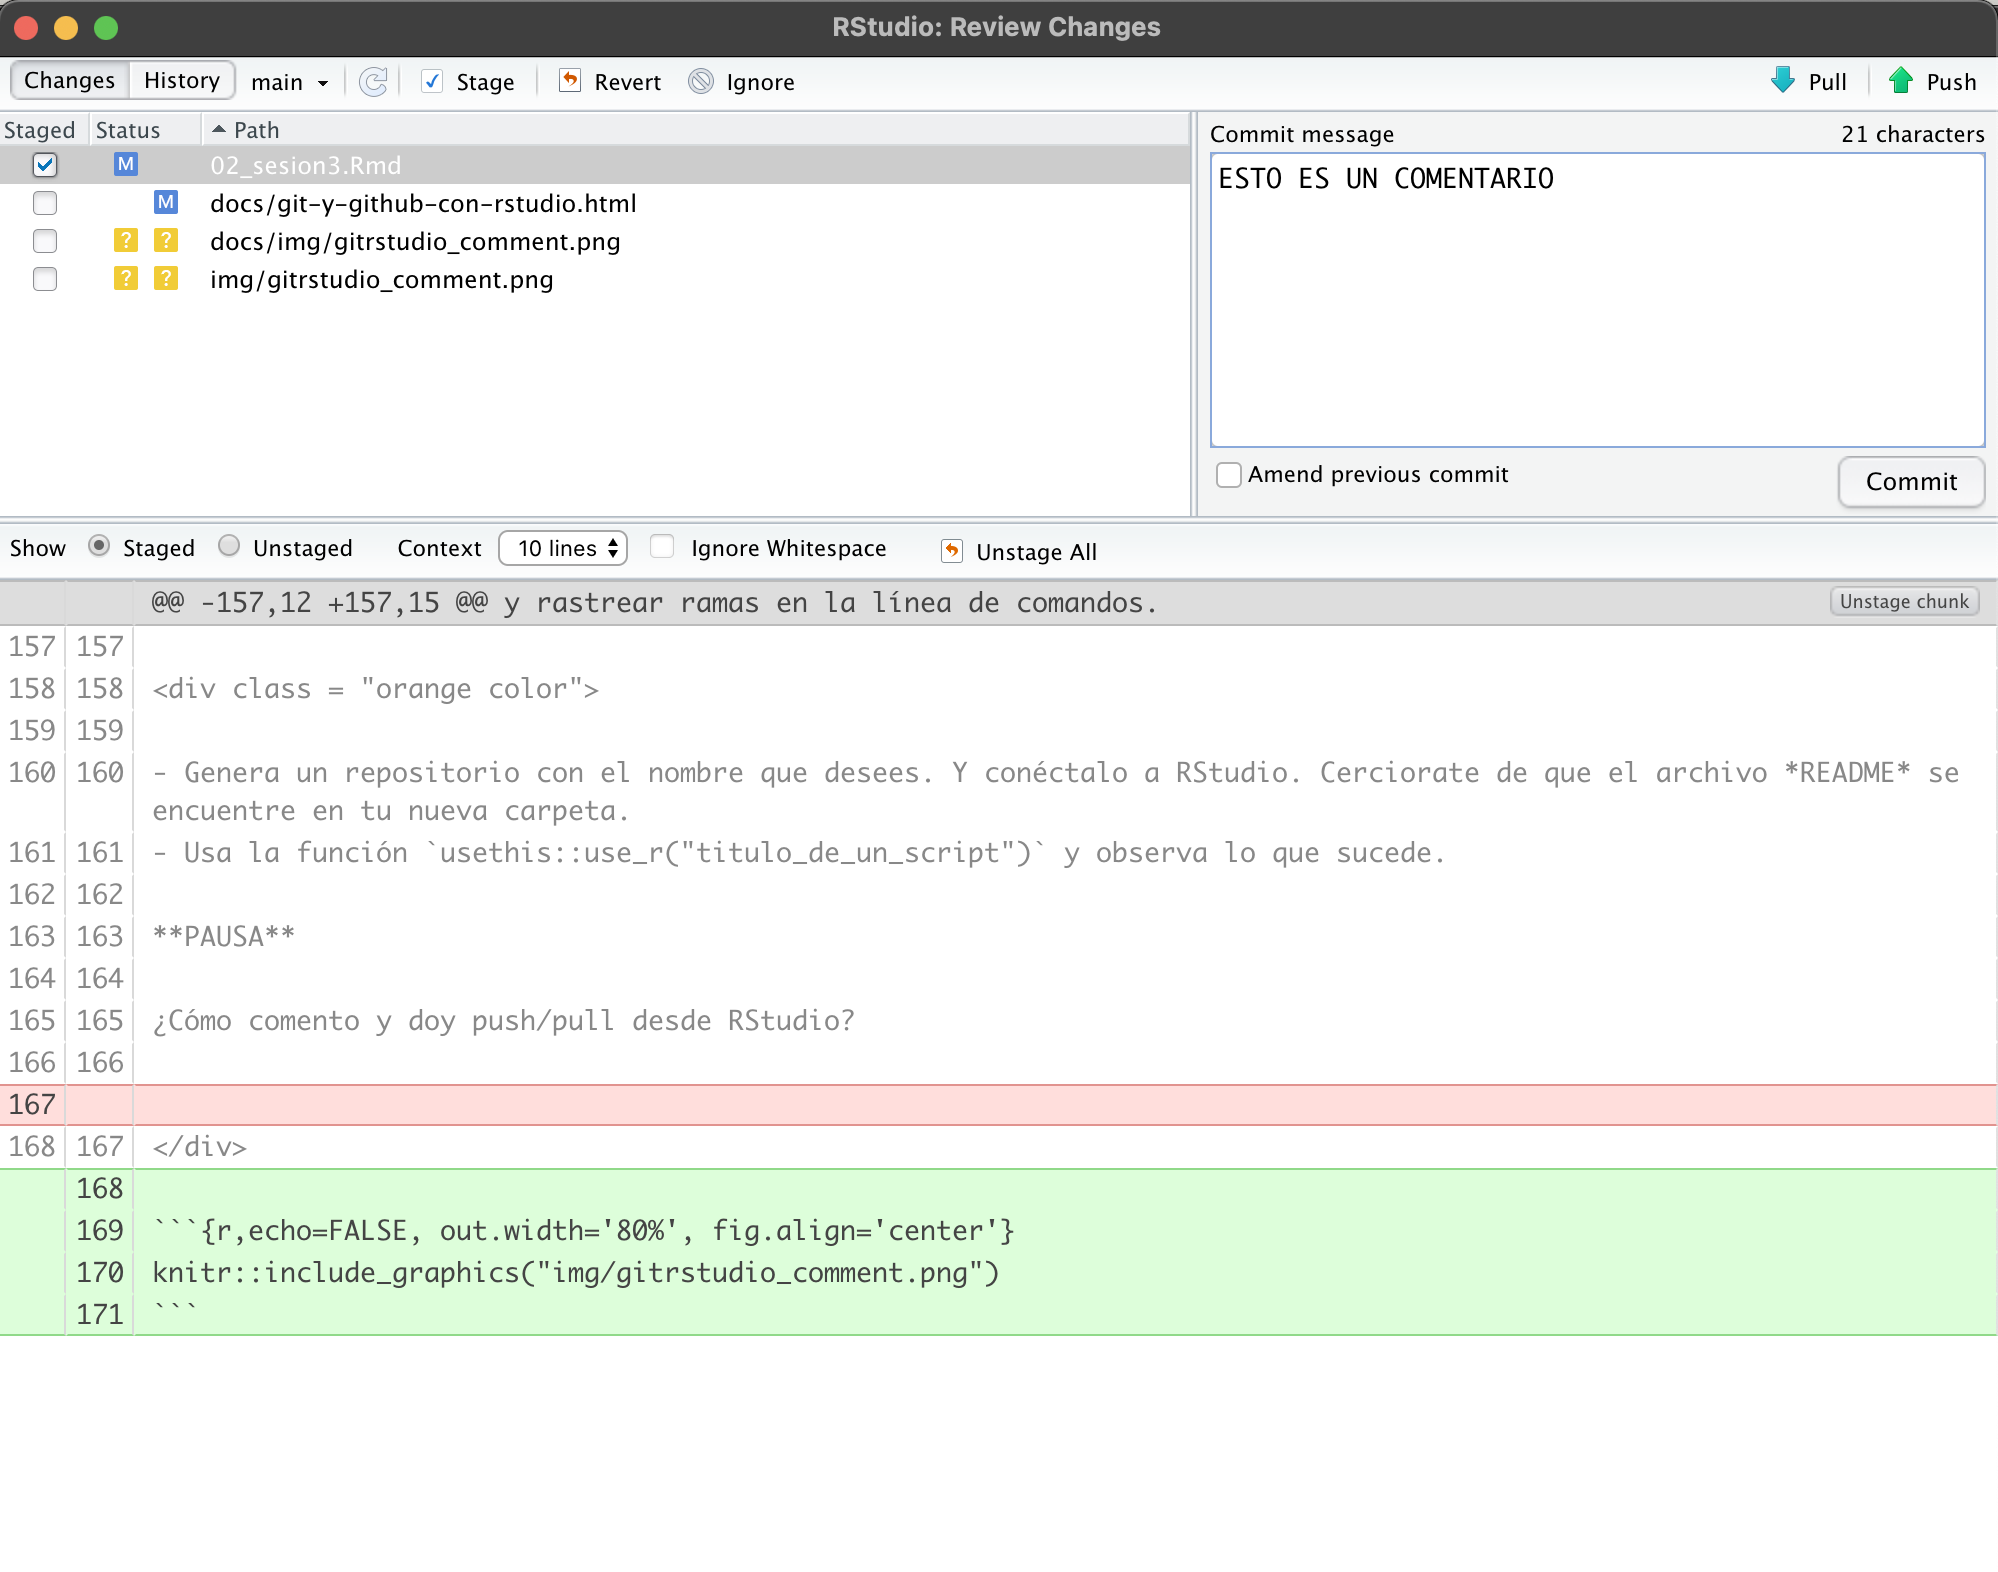 RStudio: Review Changes
Changes History main Stage Revert Ignore Pull Push
Staged Status Path
M 02_sesion3.Rmd
M docs/git-y-github-con-rstudio.html
? ? docs/img/gitrstudio_comment.png
? ? img/gitrstudio_comment.png
Commit message 21 characters
ESTO ES UN COMENTARIO
Amend previous commit Commit
Show Staged Unstaged Context 10 lines Ignore Whitespace Unstage All
@@ -157,12 +157,15 @@ y rastrear ramas en la línea de comandos. Unstage chunk
157 157
158 158 <div class = "orange color">
159 159
160 160 - Genera un repositorio con el nombre que desees. Y conéctalo a RStudio. Cerciorate de que el archivo *README* se
encuentre en tu nueva carpeta.
161 161 - Usa la función `usethis::use_r("titulo_de_un_script")` y observa lo que sucede.
162 162
163 163 **PAUSA**
164 164
165 165 ¿Cómo comento y doy push/pull desde RStudio?
166 166
167
168 167 </div>
168
169 ```{r,echo=FALSE, out.width='80%', fig.align='center'}
170 knitr::include_graphics("img/gitrstudio_comment.png")
171 ```